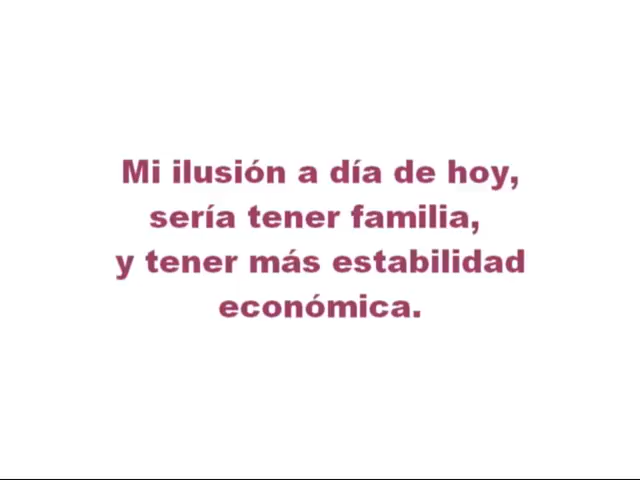 Mi ilusión a día de hoy,
sería tener familia,
y tener más estabilidad
económica.